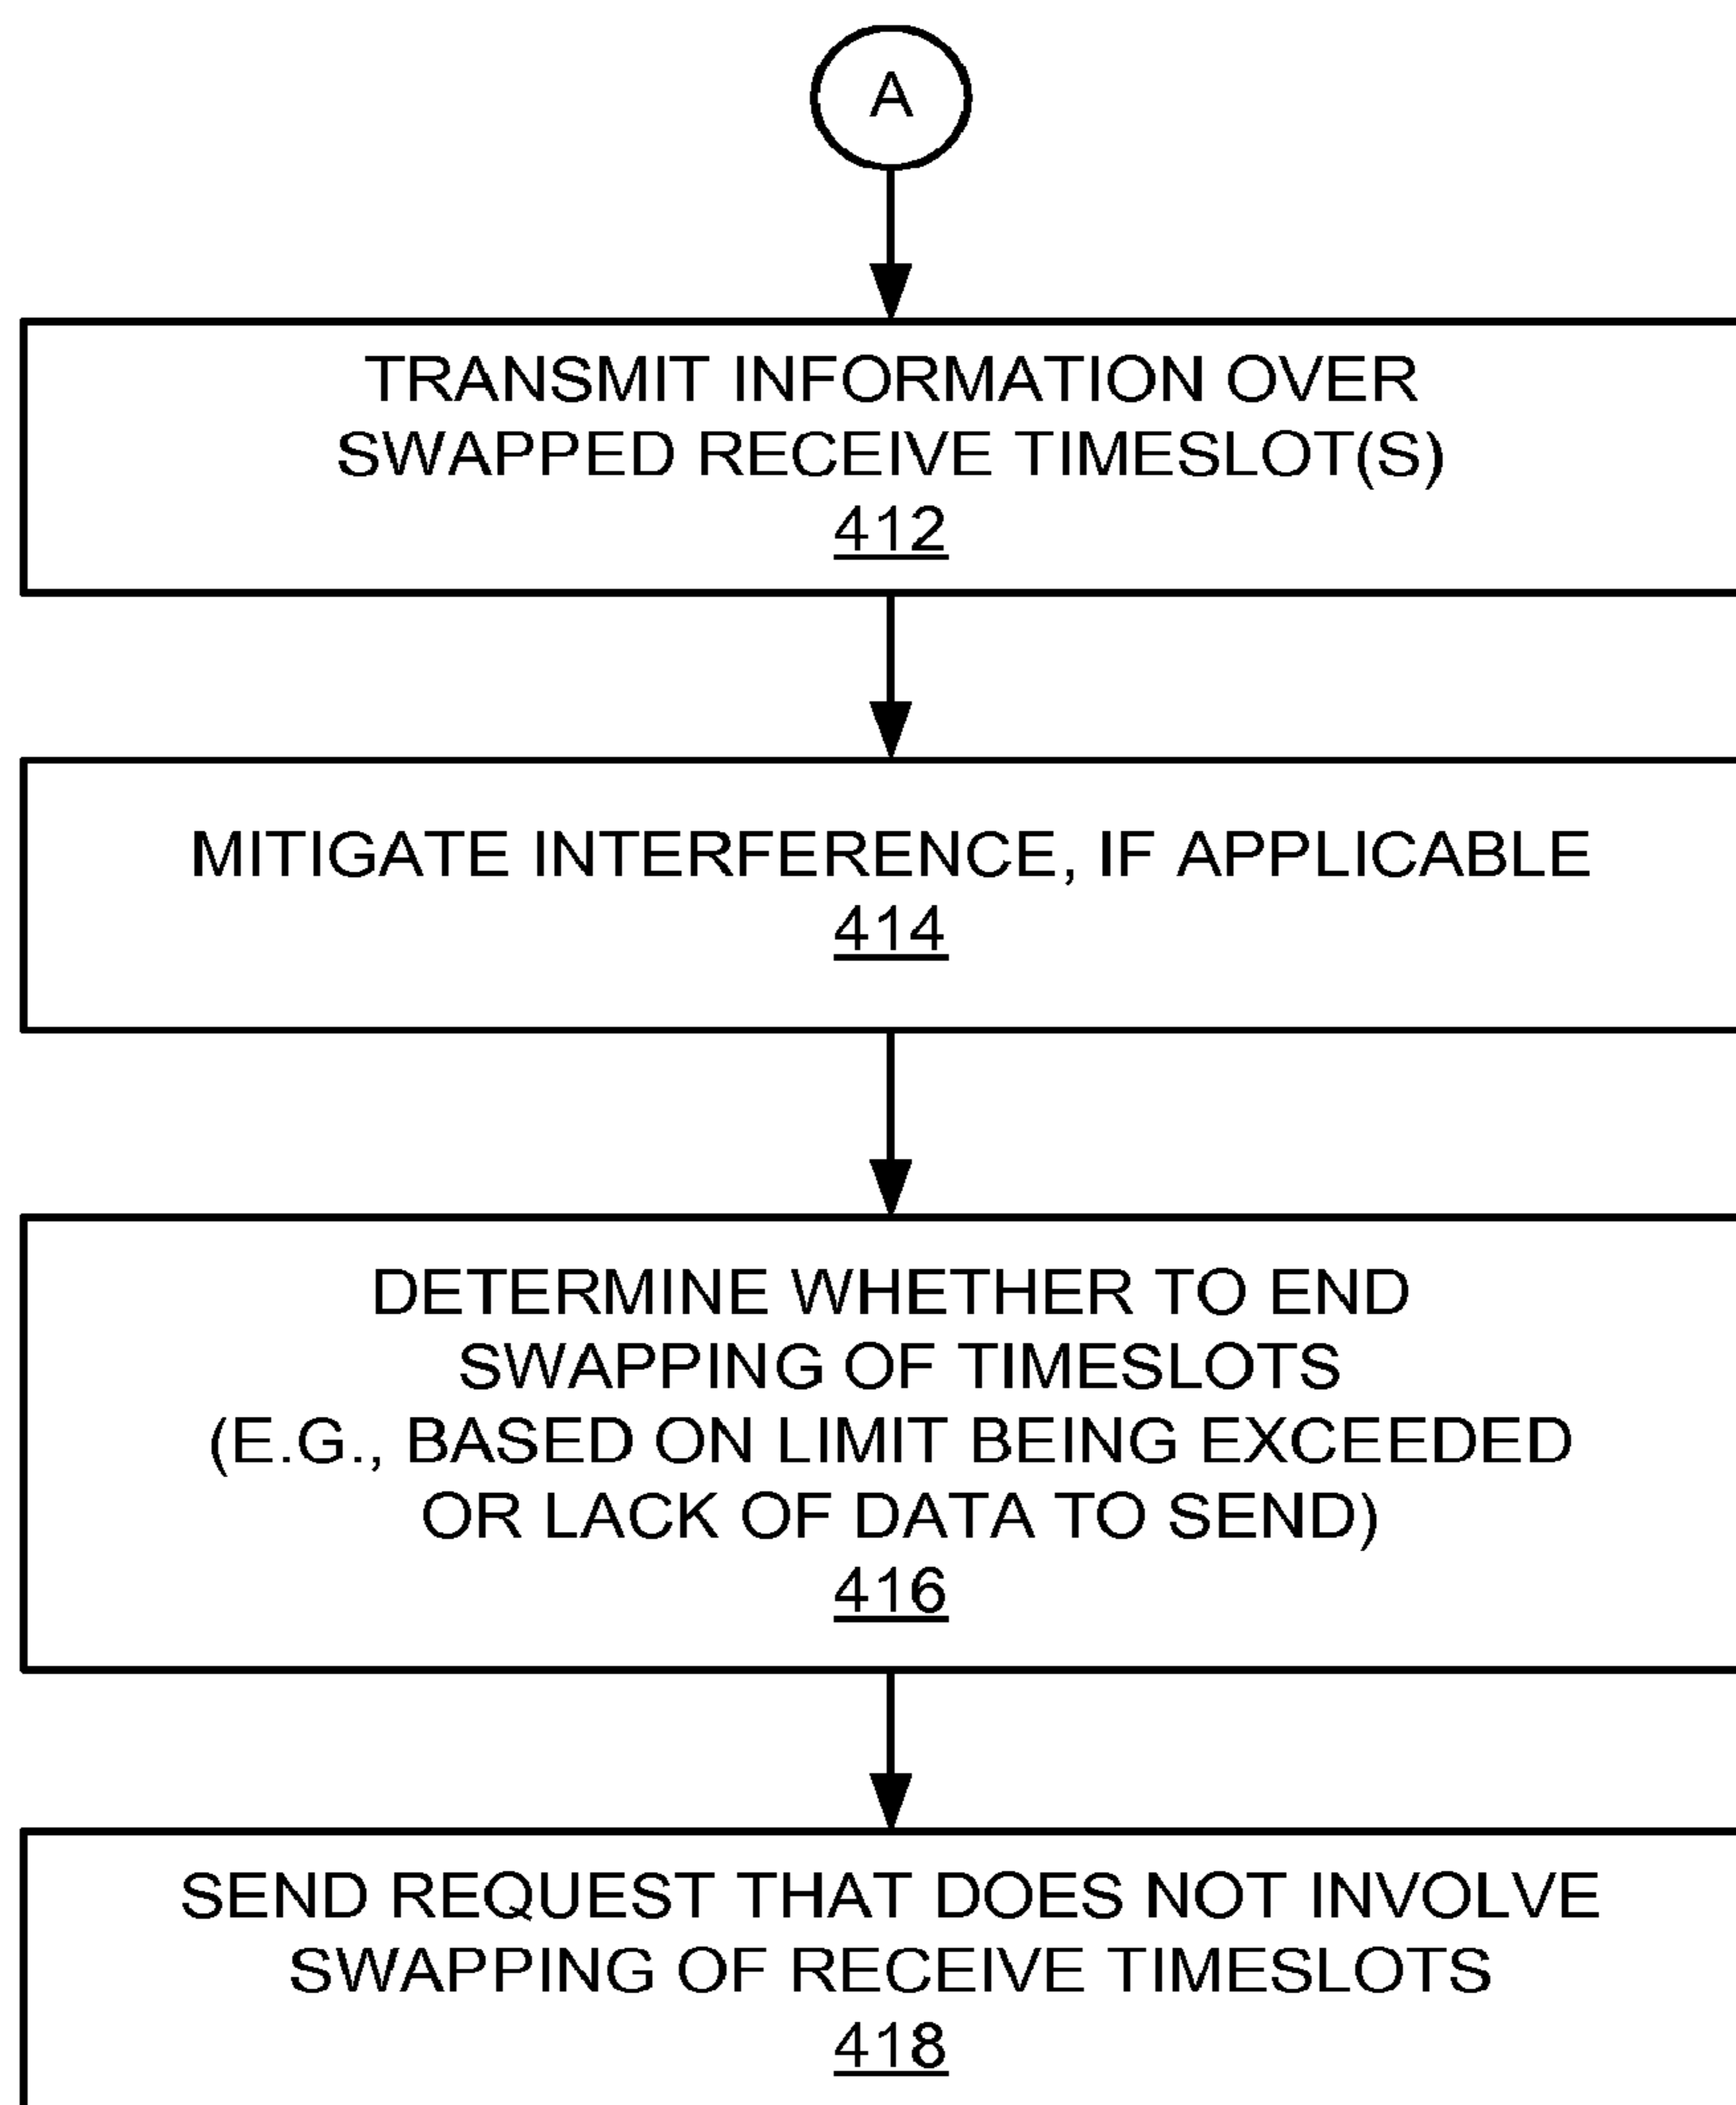 A
TRANSMIT INFORMATION OVER
SWAPPED RECEIVE TIMESLOT(S)
412
MITIGATE INTERFERENCE, IF APPLICABLE
414
DETERMINE WHETHER TO END
SWAPPING OF TIMESLOTS
(E.G., BASED ON LIMIT BEING EXCEEDED
OR LACK OF DATA TO SEND)
416
SEND REQUEST THAT DOES NOT INVOLVE
SWAPPING OF RECEIVE TIMESLOTS
418